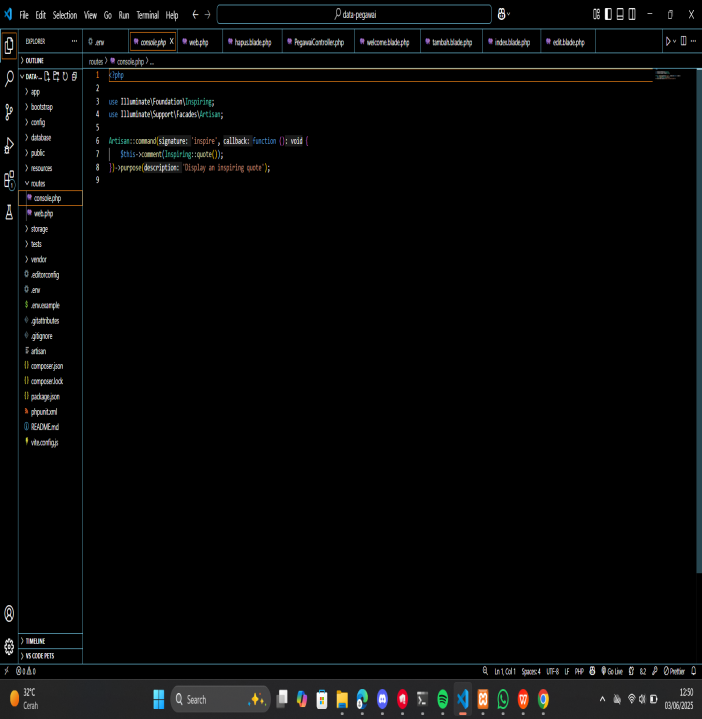 File Edit Selection View Go Run Terminal Help
data-pegawai
EXPLORER
.env
console.php
web.php
hapus.blade.php
PegawaiController.php
welcome.blade.php
tambah.blade.php
index.blade.php
edit.blade.php
OUTLINE
routes > console.php > ...
DATA-...
app
bootstrap
config
database
public
resources
routes
console.php
web.php
storage
tests
vendor
.editorconfig
.env
.env.example
.gitattributes
.gitignore
artisan
composer.json
composer.lock
package.json
phpunit.xml
README.md
vite.config.js
1 <?php
2
3 use Illuminate\Foundation\Inspiring;
4 use Illuminate\Support\Facades\Artisan;
5
6 Artisan::command(signature: 'inspire', callback: function (): void {
7 $this->comment(Inspiring::quote());
8 })->purpose(description: 'Display an inspiring quote');
9
TIMELINE
VS CODE PETS
0 0
Ln 1, Col 1 Spaces: 4 UTF-8 LF PHP Go Live 8.2 Prettier
32°C
Cerah
Search
12:50
03/06/2025